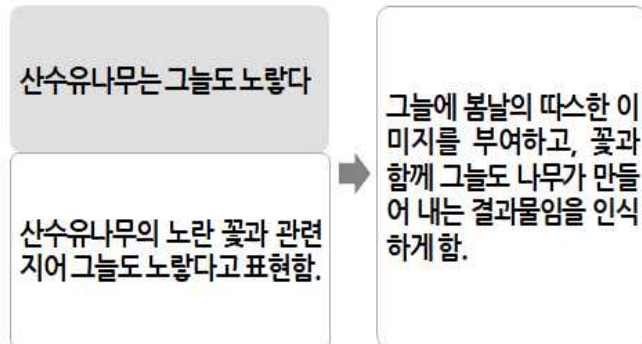 산수유나무는 그늘도 노랗다
산수유나무의 노란 꽃과 관련
지어 그늘도 노랗다고 표현함.
그늘에 봄날의 따스한 이
미지를 부여하고, 꽃과
함께 그늘도 나무가 만들
어 내는 결과물임을 인식
하게 함.